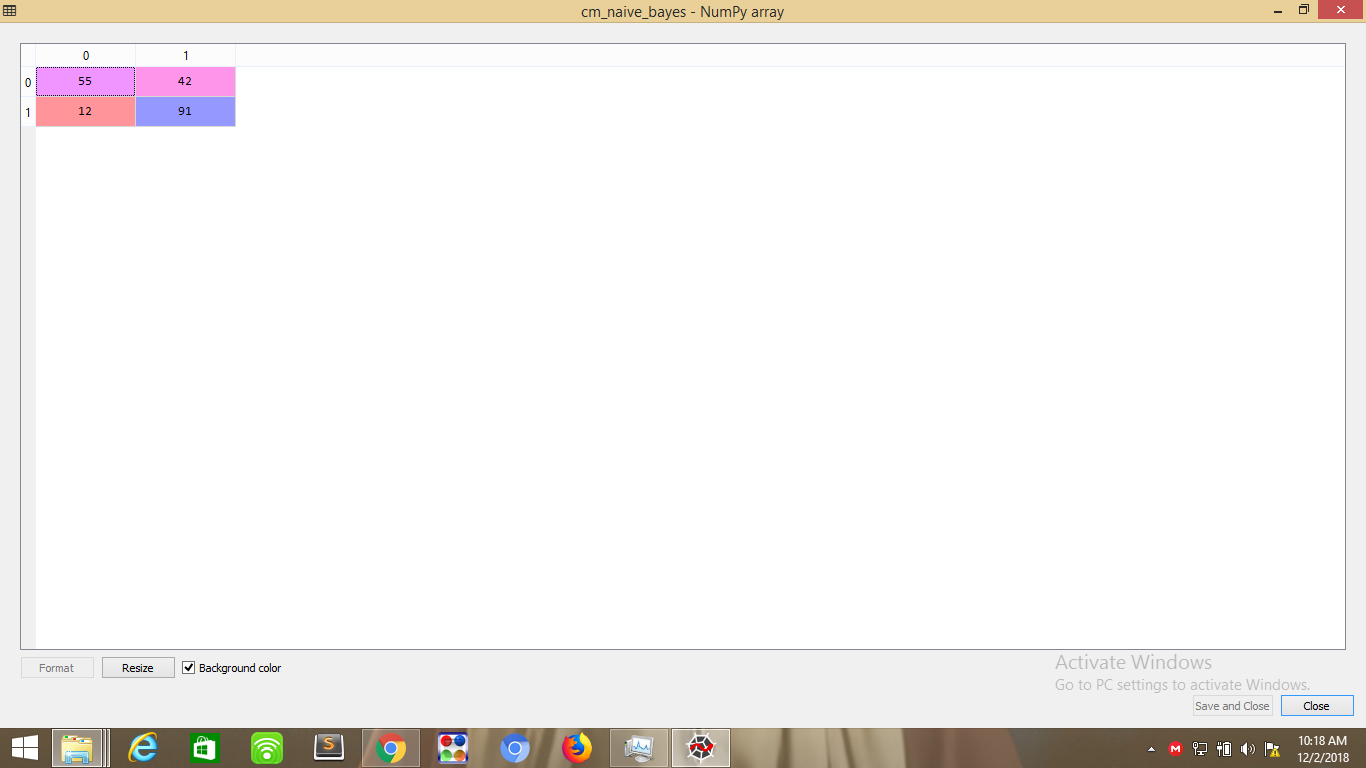 cm_naive_bayes - NumPy array
0 1
0 55 42
1 12 91
Format Resize Background color
Activate Windows
Go to PC settings to activate Windows.
Save and Close Close
S
M
10:18 AM
12/2/2018